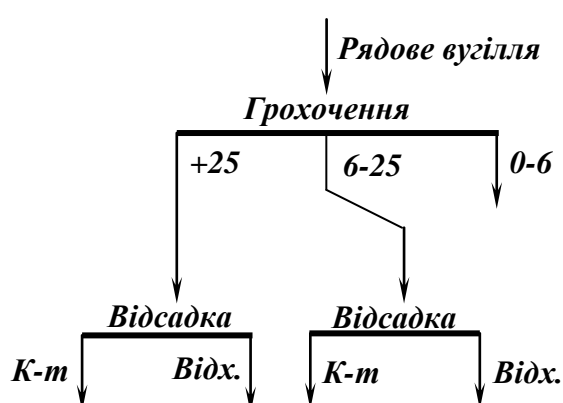 Рядове вугілля
Грохочення
+25 6-25 0-6
Відсадка Відсадка
К-т Відх. К-т Відх.